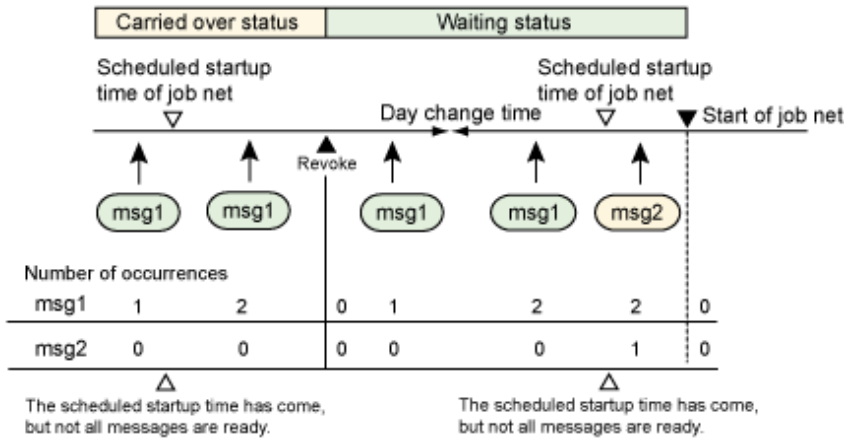 Carried over status Waiting status
Scheduled startup
time of job net
Scheduled startup
time of job net
Day change time
Start of job net
Revoke
msg1 msg1 msg1 msg1 msg2
Number of occurrences
msg1 1 2 0 1 2 2 0
msg2 0 0 0 0 0 1 0
The scheduled startup time has come,
but not all messages are ready.
The scheduled startup time has come,
but not all messages are ready.